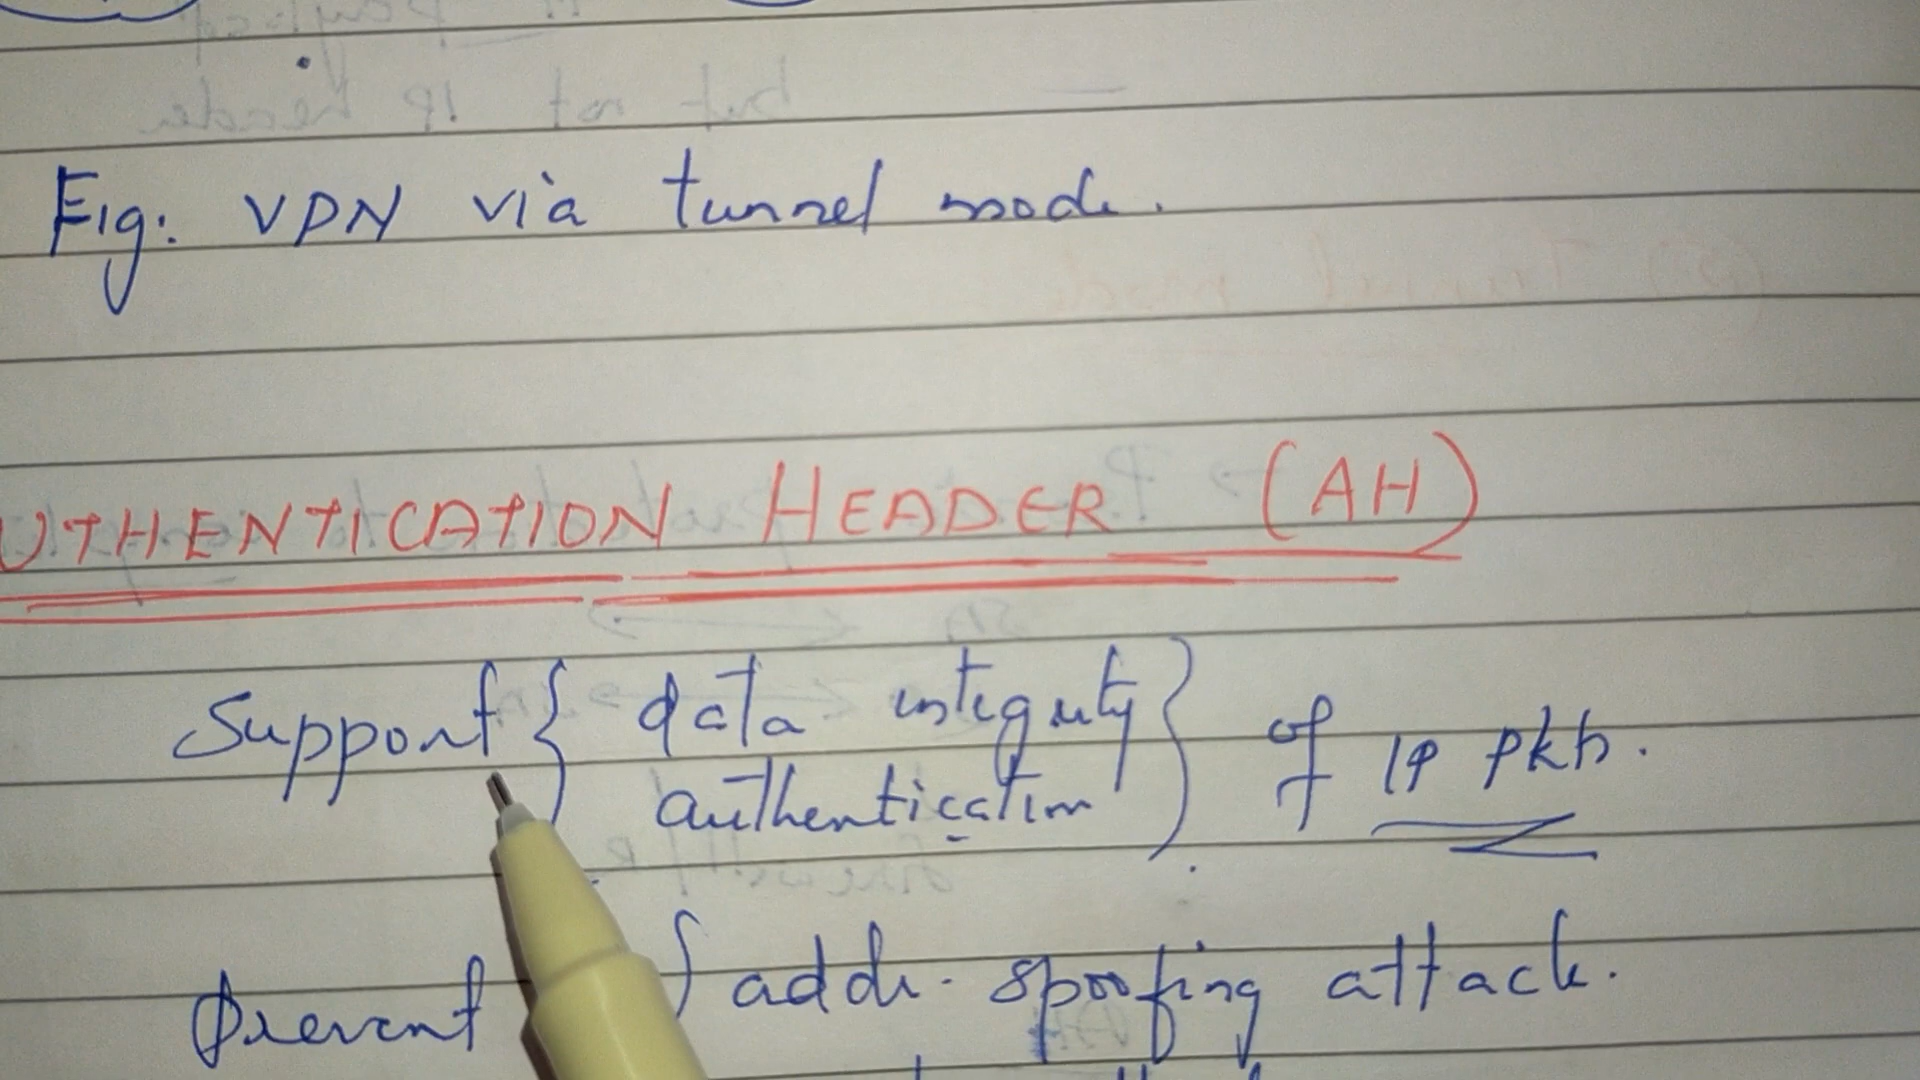 Fig: VPN via tunnel mode.
UTHENTICATION HEADER (AH)
Support { data integrity } of IP pkts.
authentication
Prevent { addr. spoofing attack.